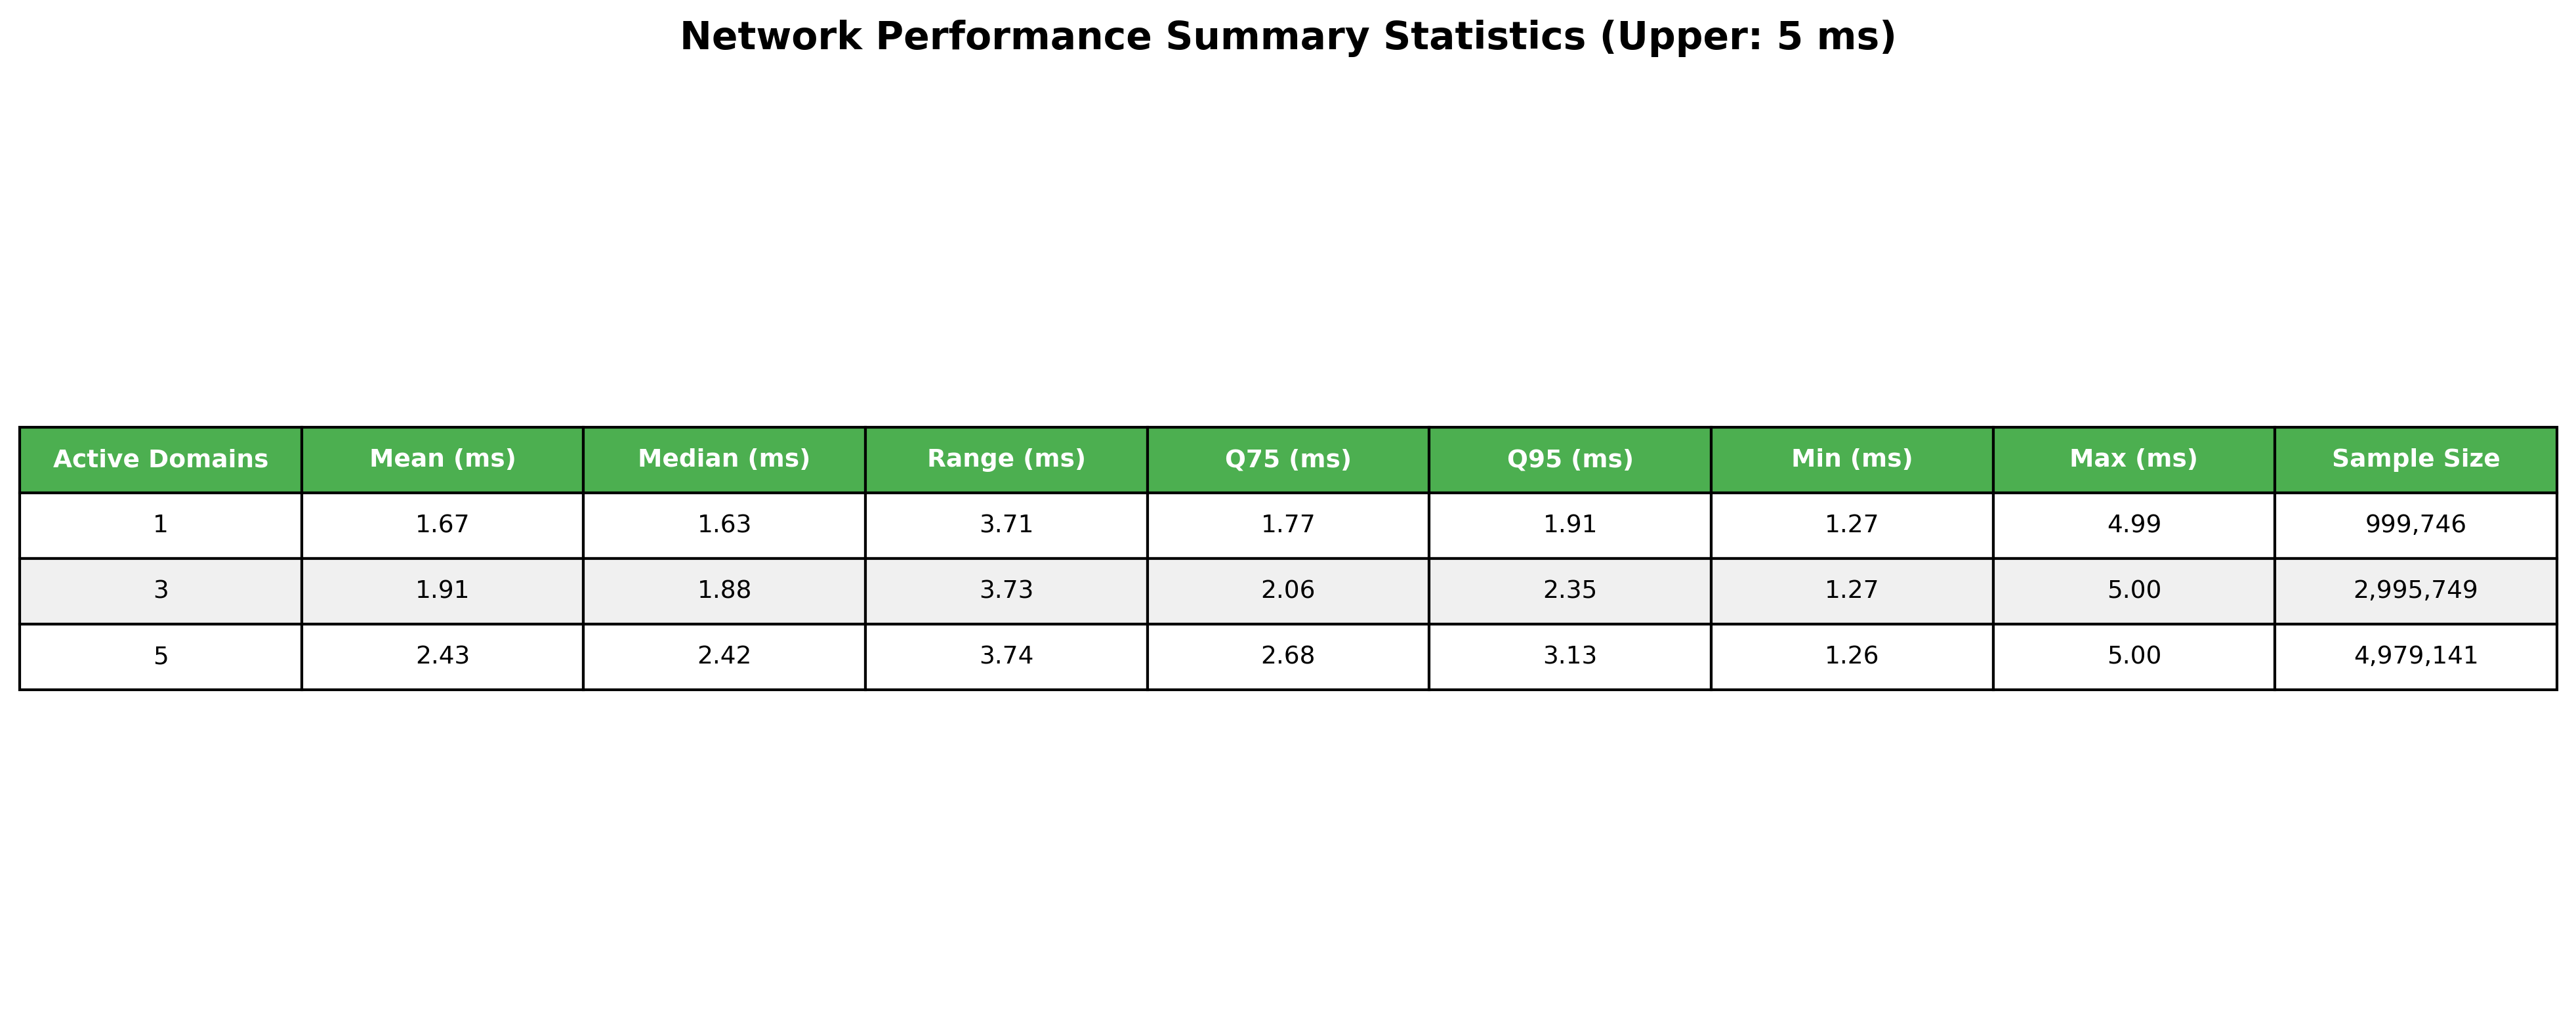 Network Performance Summary Statistics (Upper: 5 ms)
Active Domains Mean (ms) Median (ms) Range (ms) Q75 (ms) Q95 (ms) Min (ms) Max (ms) Sample Size
1 1.67 1.63 3.71 1.77 1.91 1.27 4.99 999,746
3 1.91 1.88 3.73 2.06 2.35 1.27 5.00 2,995,749
5 2.43 2.42 3.74 2.68 3.13 1.26 5.00 4,979,141